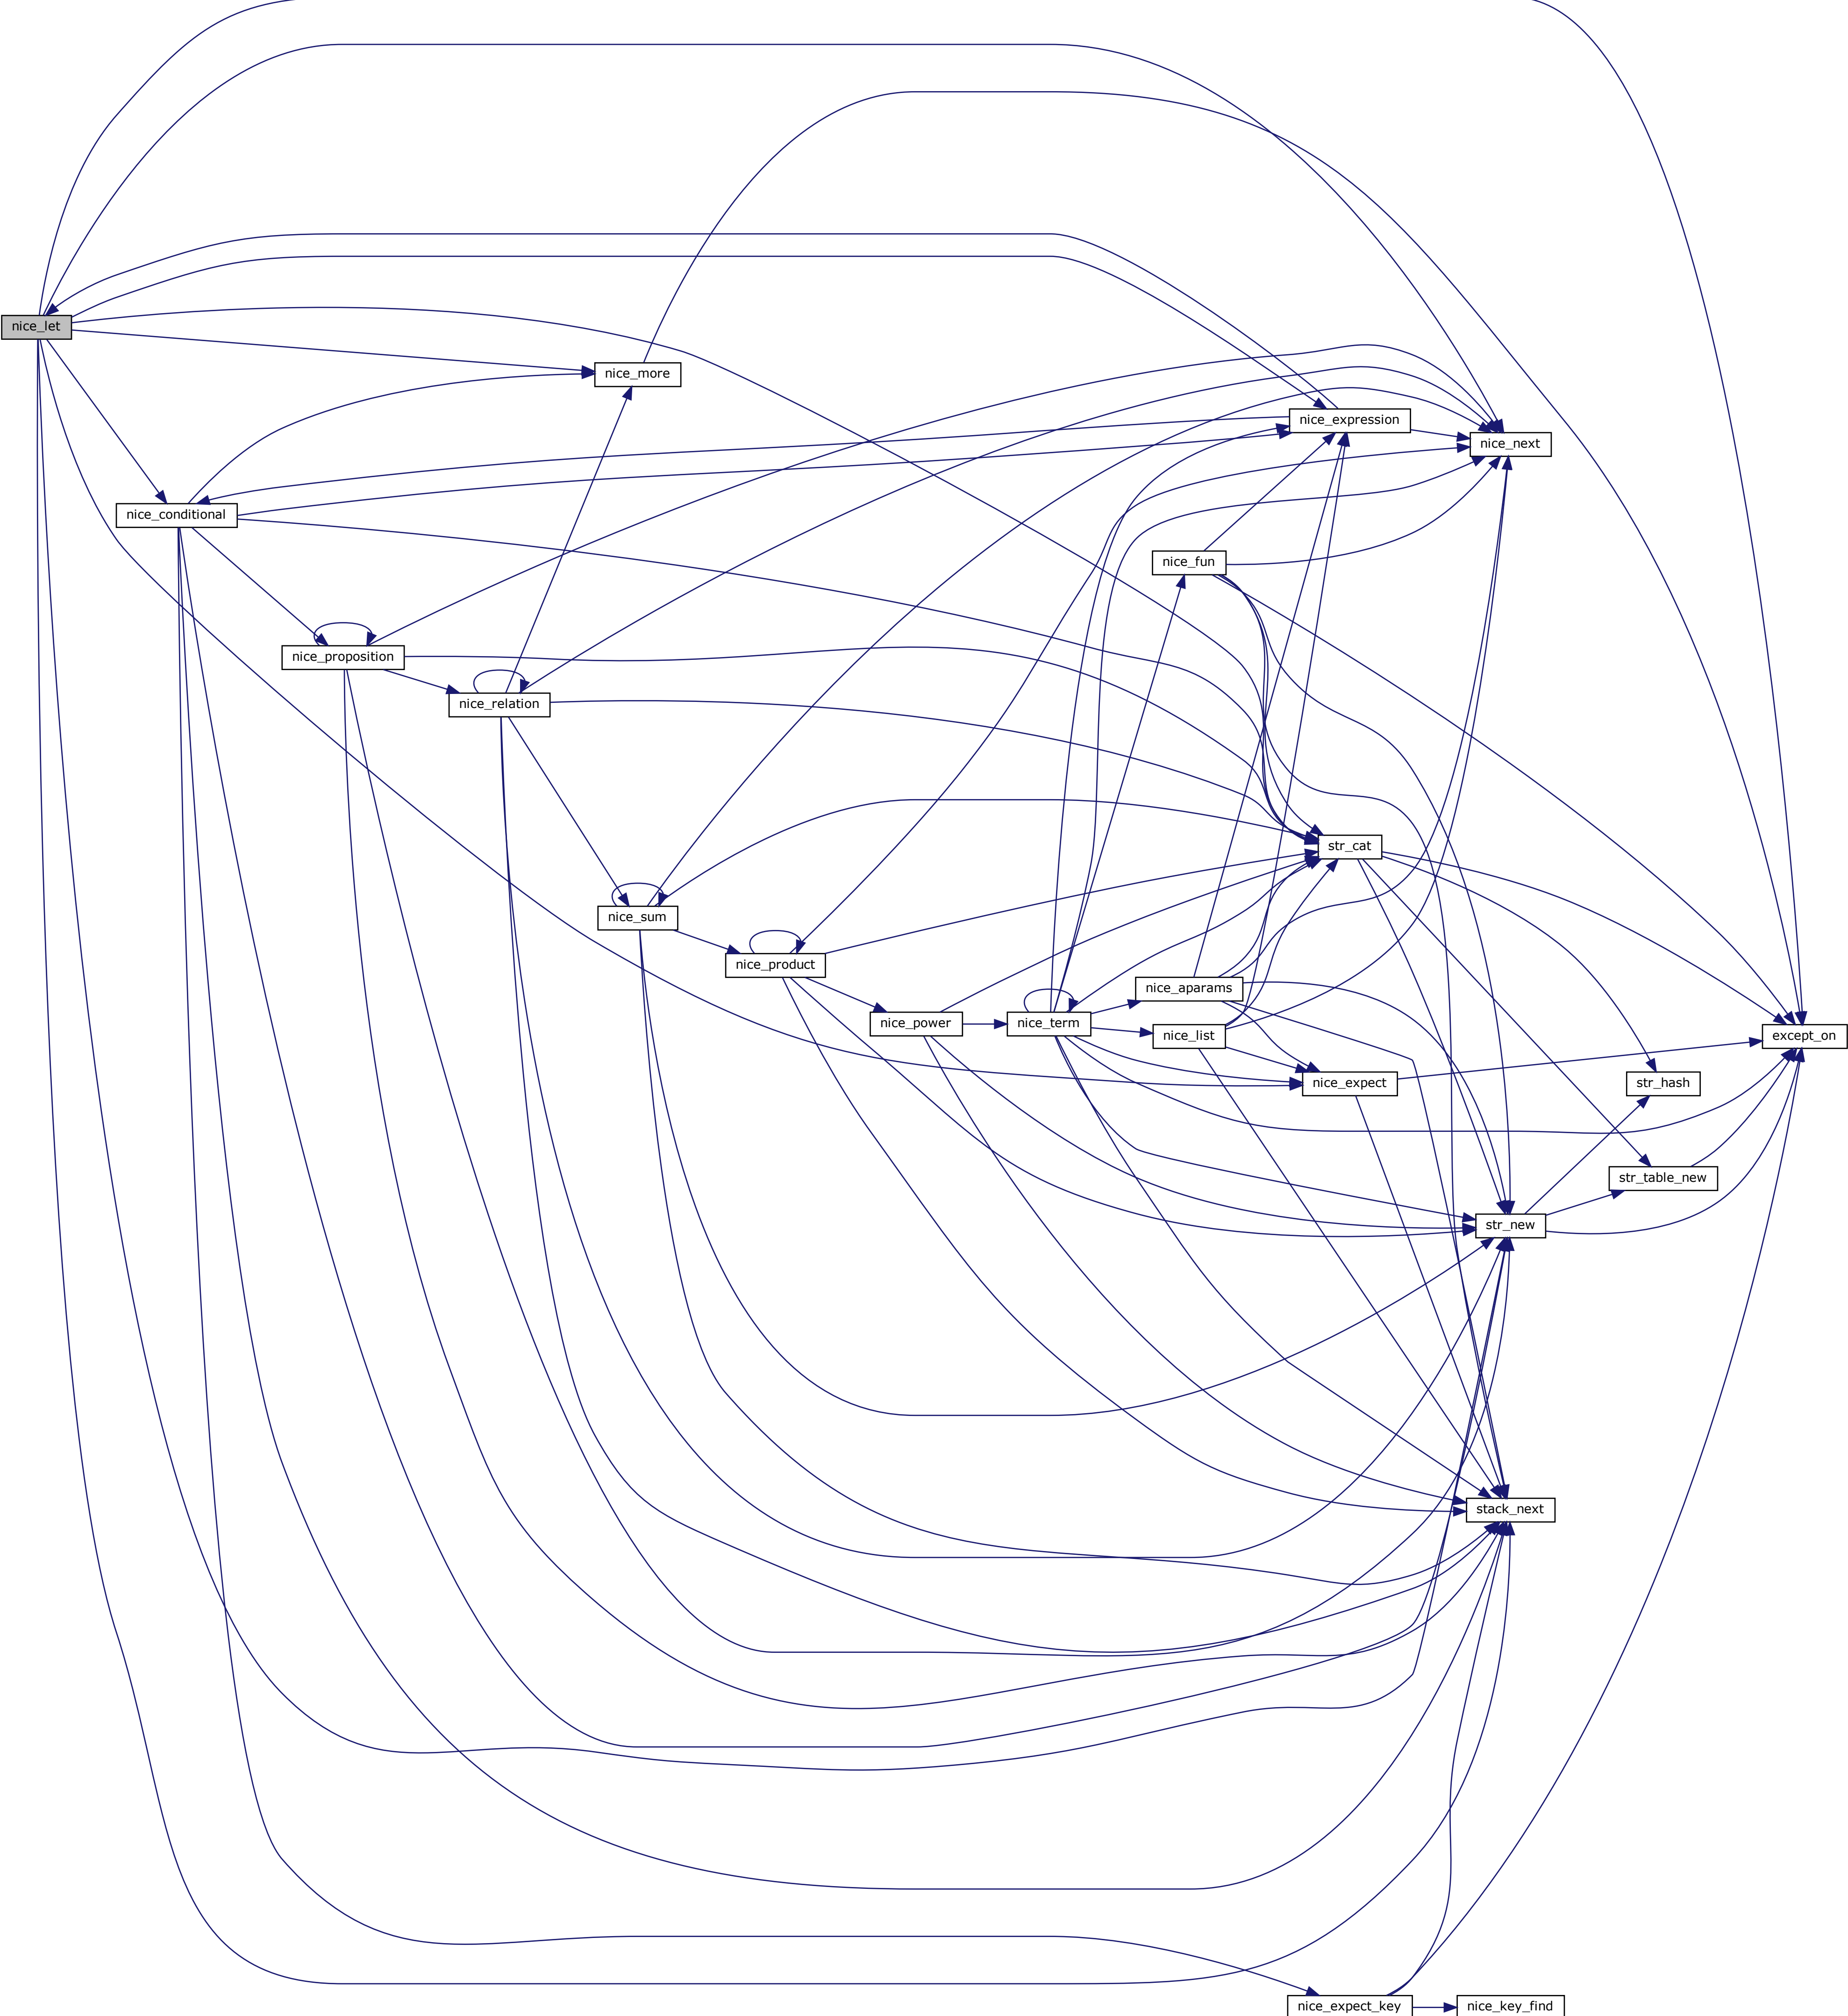 nice_let
nice_more
nice_expression
nice_next
nice_conditional
nice_fun
nice_proposition
nice_relation
str_cat
nice_sum
nice_product
nice_aparams
nice_power
nice_term
nice_list
except_on
nice_expect
str_hash
str_table_new
str_new
stack_next
nice_expect_key
nice_key_find